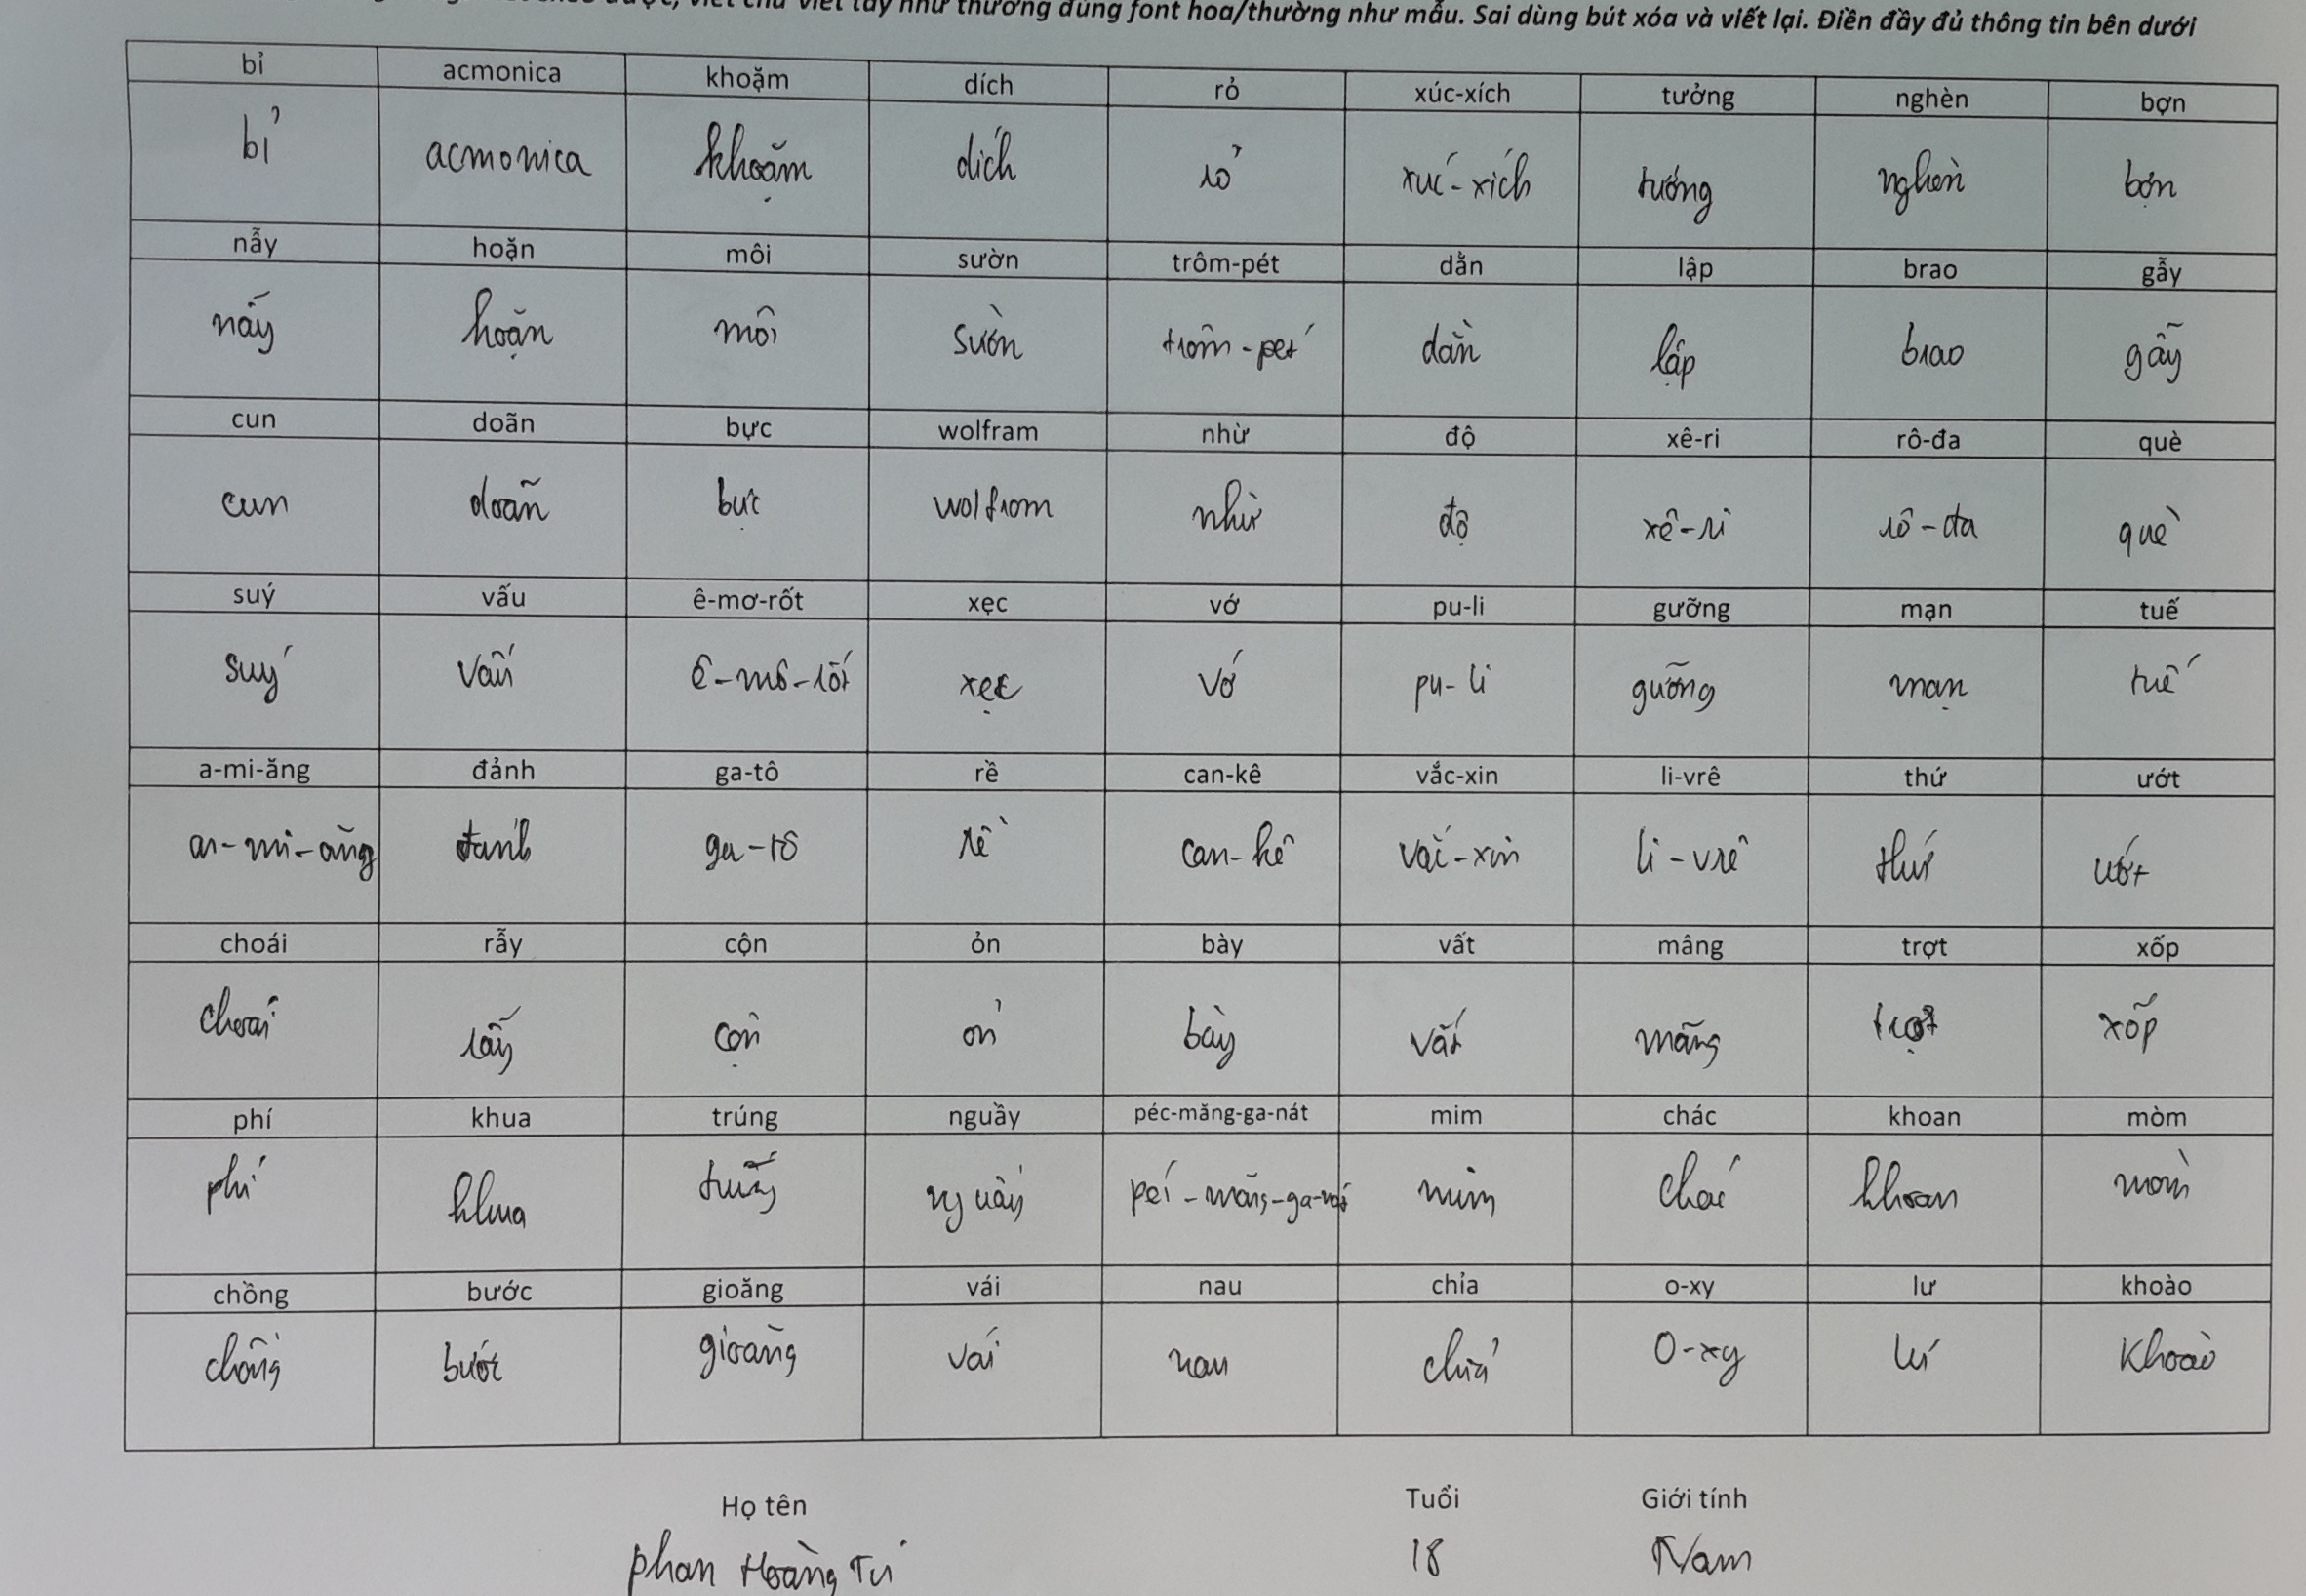 viết chữ viết tay như thường dùng font hoa/thường như mẫu. Sai dùng bút xóa và viết lại. Điền đầy đủ thông tin bên dưới
bỉ acmonica khoặm dích rỏ xúc-xích tưởng nghèn bợn
bỉ acmonica khoặm dích rỏ xúc-xích tưởng nghèn bợn
nẫy hoặn môi sườn trôm-pét dằn lập brao gẫy
nẫy hoặn môi sườn trôm-pét dằn lập brao gẫy
cun doãn bực wolfram nhừ độ xê-ri rô-đa què
cun doãn bực wolfrom nhừ độ xê-ri rô-đa què
suý vấu ê-mơ-rốt xẹc vớ pu-li gưỡng mạn tuế
suý vấu ê-mô-rốt xẹc vớ pu-li gưỡng mạn tuế
a-mi-ăng đảnh ga-tô rề can-kê vắc-xin li-vrê thứ ướt
a-mi-ăng đảnh ga-tô rề can-kê vắc-xin li-vrê thứ ướt
choái rẫy cộn ỏn bày vất mâng trợt xốp
choái rẫy cộn ỏn bày vất mâng trợt xốp
phí khua trúng nguầy péc-măng-ga-nát mim chác khoan mòm
phí khua trúng nguầy péc-măng-ga-nát mim chác khoan mòm
chồng bước gioăng vái nau chỉa o-xy lư khoào
chồng bước gioăng vái nau chỉa O-xy lư khoào
Họ tên Tuổi Giới tính
Phan Hoàng Tú 18 Nam